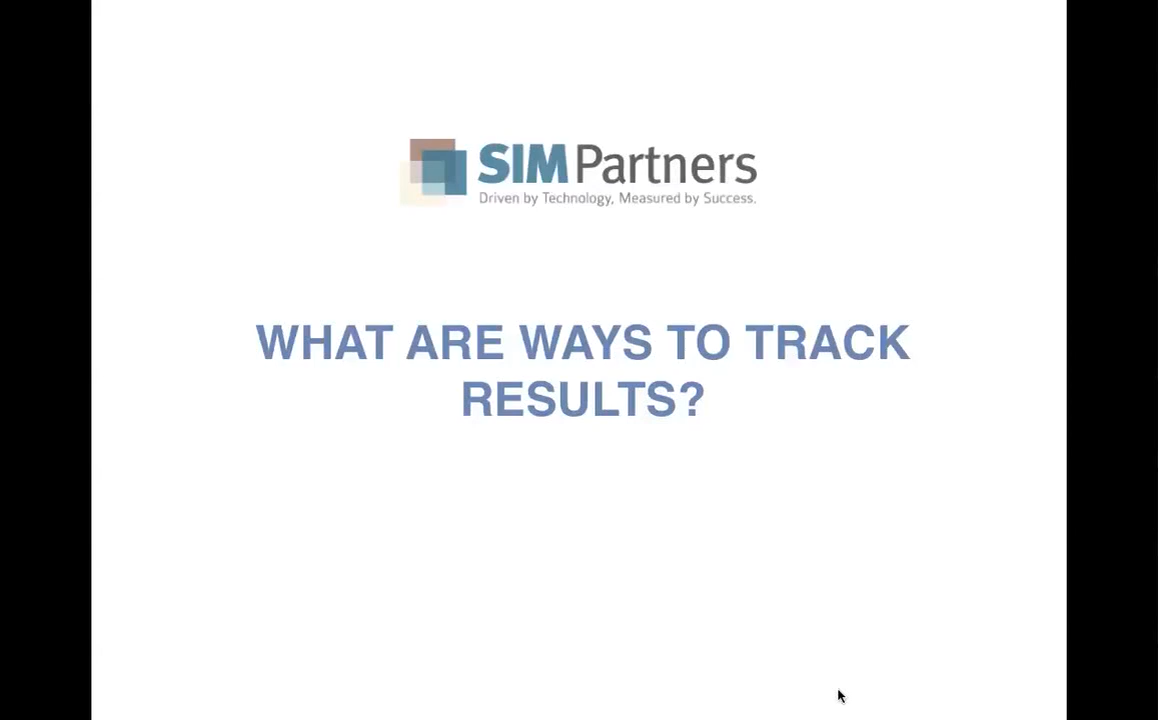 SIM Partners
Driven by Technology, Measured by Success.
WHAT ARE WAYS TO TRACK
RESULTS?